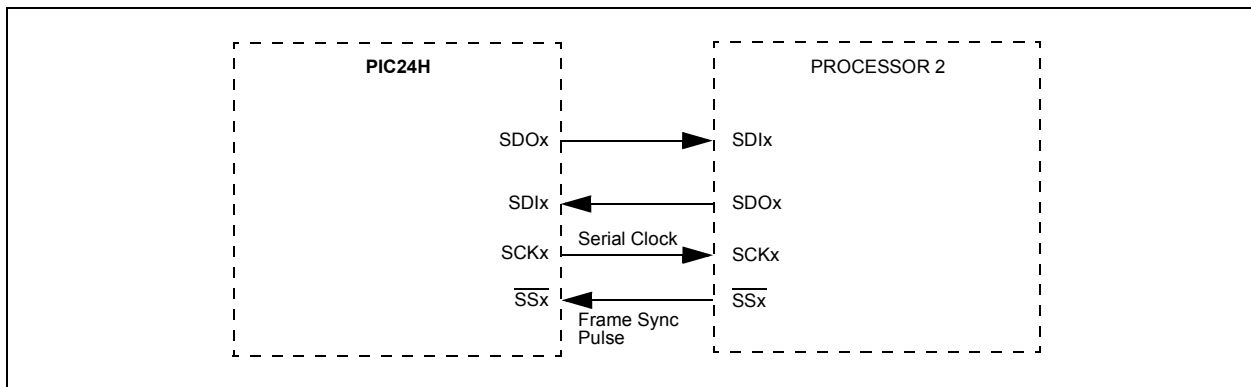 PIC24H
PROCESSOR 2
SDOx
SDIx
SDIx
SDOx
Serial Clock
SCKx
SCKx
SSx
SSx
Frame Sync
Pulse